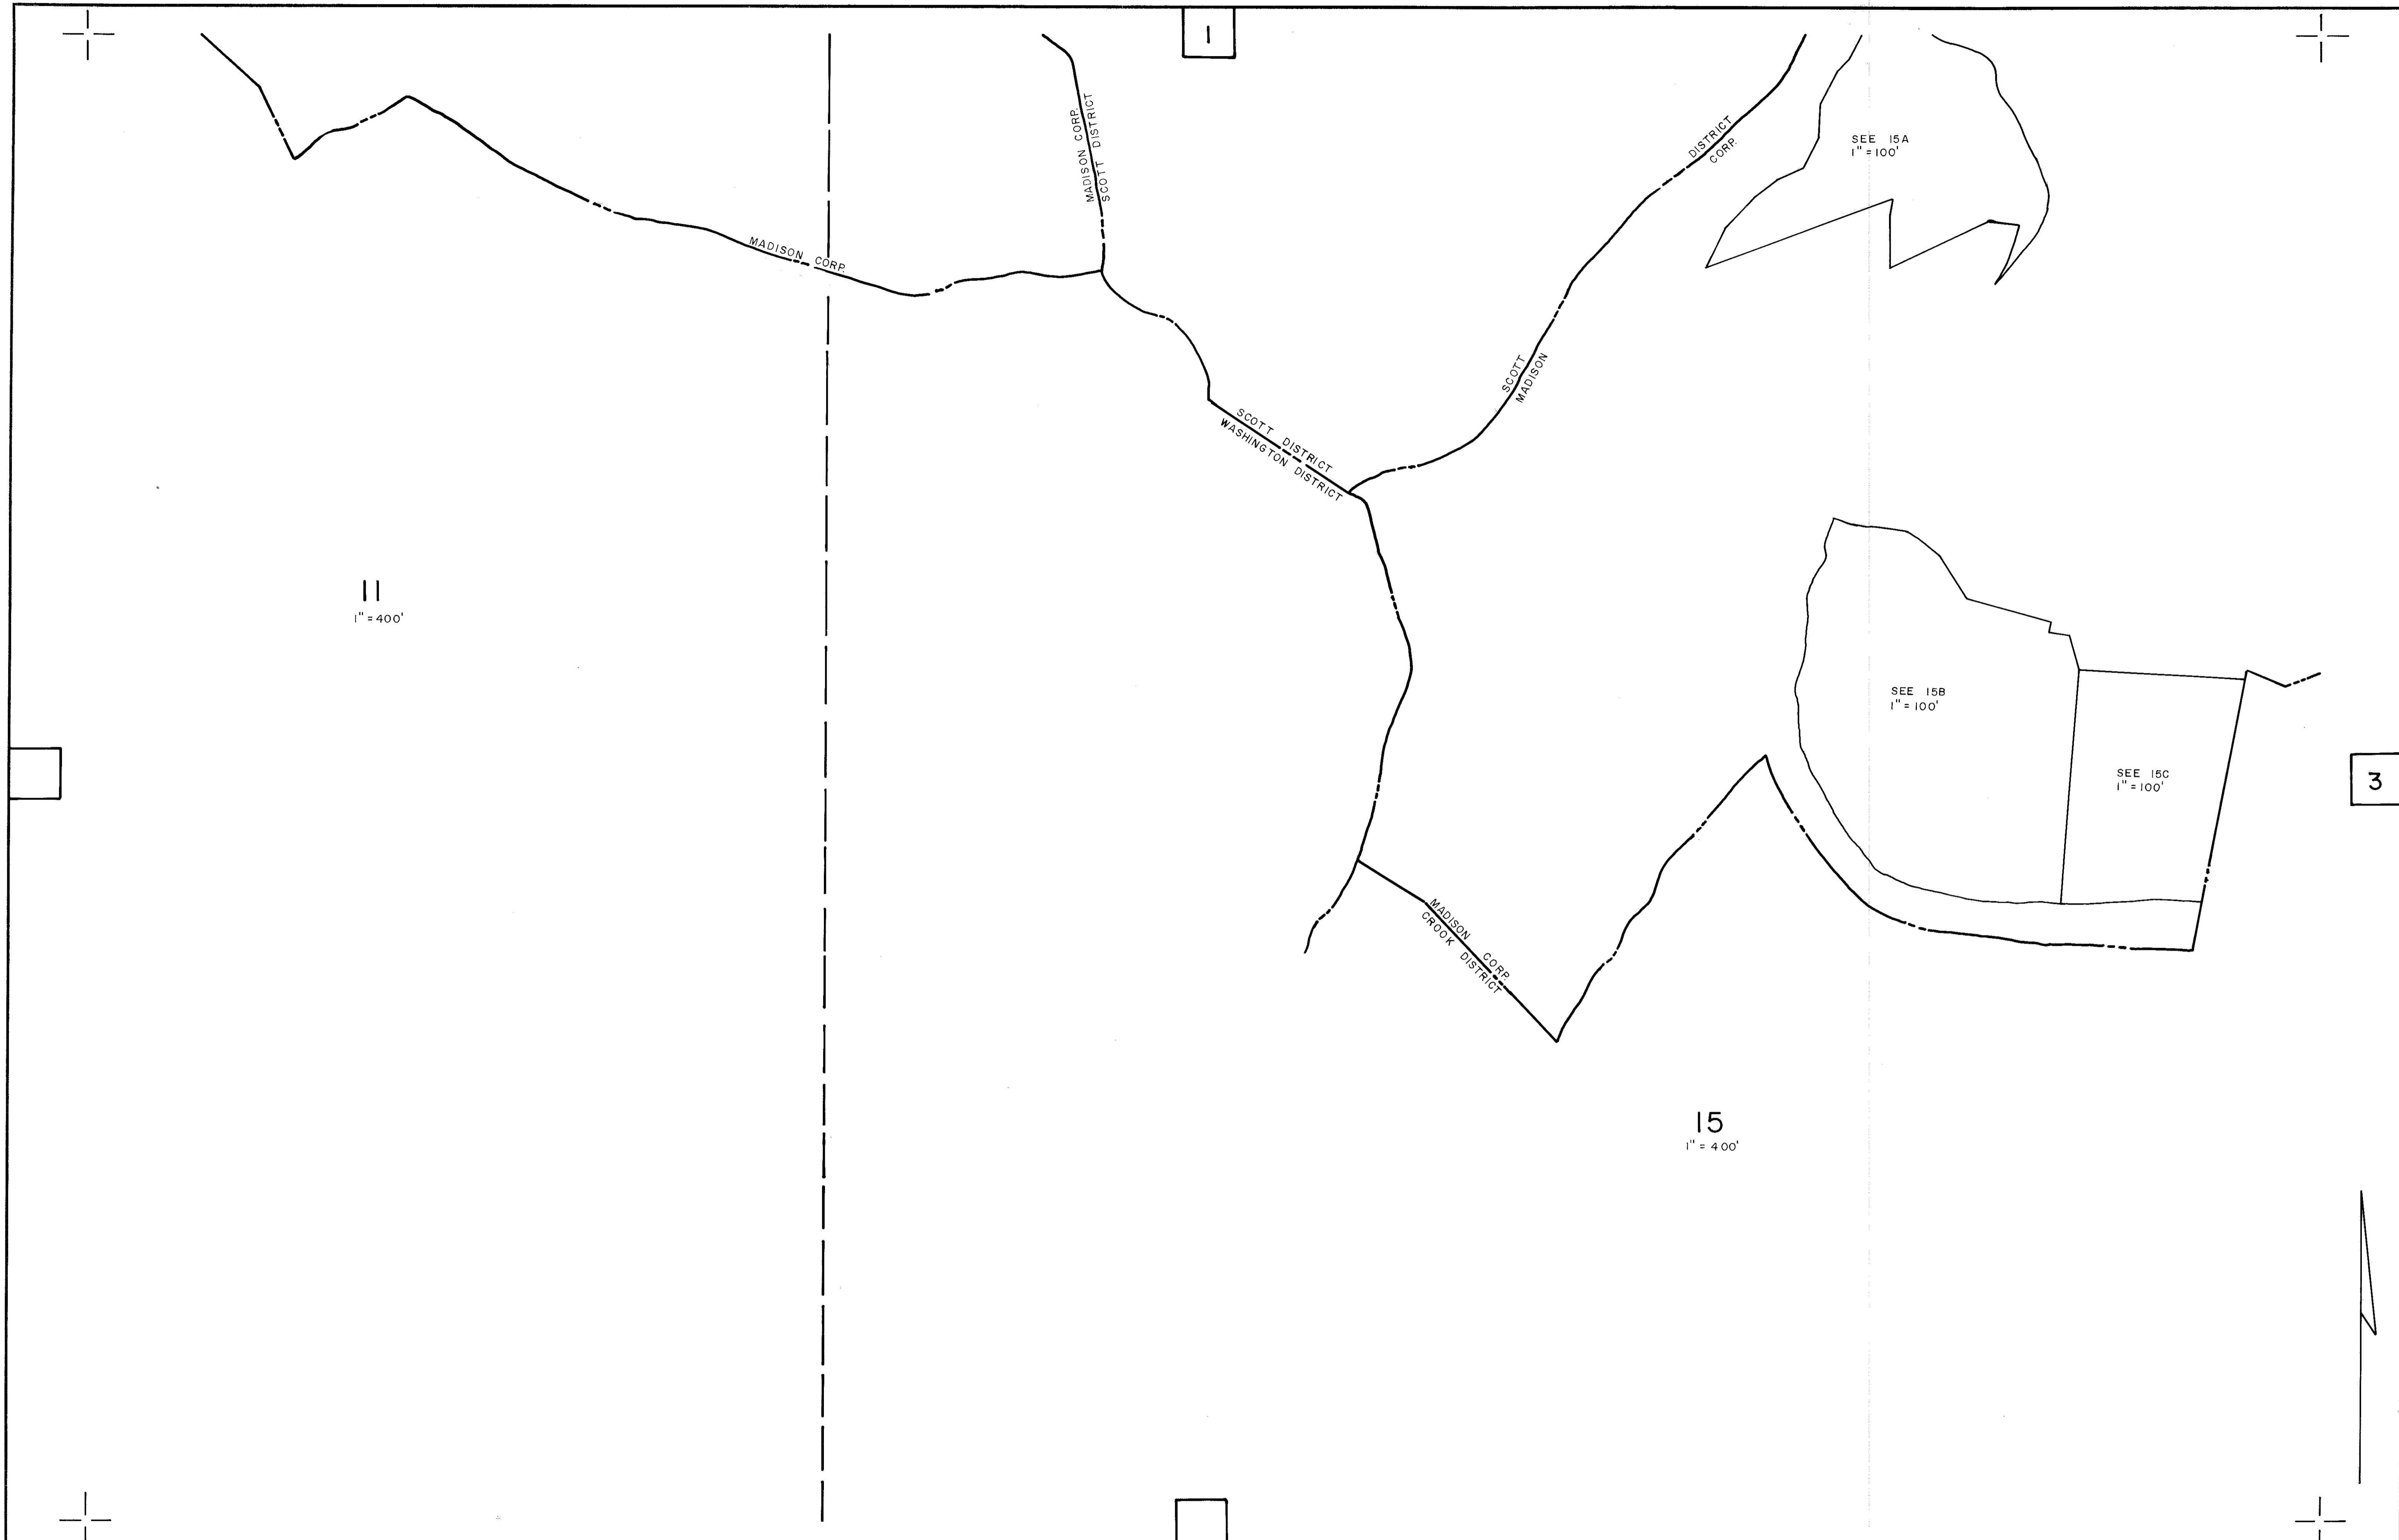 1
MADISON CORP.
SCOTT DISTRICT
DISTRICT
CORP.
SEE 15A
1" = 100'
MADISON CORP.
SCOTT
MADISON
SCOTT DISTRICT
WASHINGTON DISTRICT
11
1" = 400'
SEE 15B
1" = 100'
SEE 15C
1" = 100'
3
MADISON CORP.
CROOK DISTRICT
15
1" = 400'